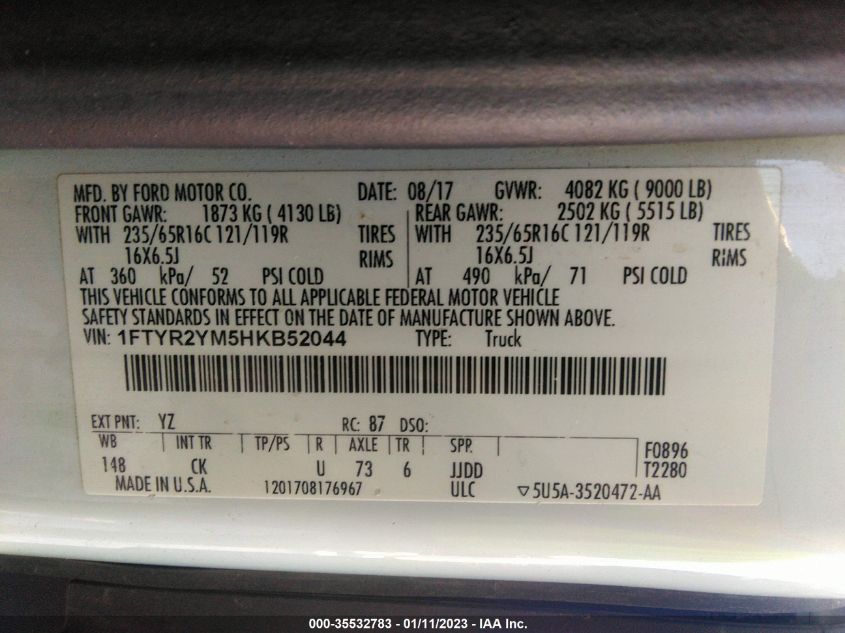 MFD. BY FORD MOTOR CO. DATE: 08/17 GVWR: 4082 KG ( 9000 LB)
FRONT GAWR: 1873 KG ( 4130 LB) REAR GAWR: 2502 KG ( 5515 LB)
WITH 235/65R16C 121/119R TIRES WITH 235/65R16C 121/119R TIRES
16X6.5J RIMS 16X6.5J RIMS
AT 360 kPa/ 52 PSI COLD AT 490 kPa/ 71 PSI COLD
THIS VEHICLE CONFORMS TO ALL APPLICABLE FEDERAL MOTOR VEHICLE
SAFETY STANDARDS IN EFFECT ON THE DATE OF MANUFACTURE SHOWN ABOVE.
VIN: 1FTYR2YM5HKB52044 TYPE: Truck
EXT PNT: YZ RC: 87 DSO:
WB INT TR TP/PS R AXLE TR SPR F0896
148 CK U 73 6 JJDD T2280
MADE IN U.S.A. 1201708176967 ULC ▽5U5A-3520472-AA
000-35532783 - 01/11/2023 - IAA Inc.